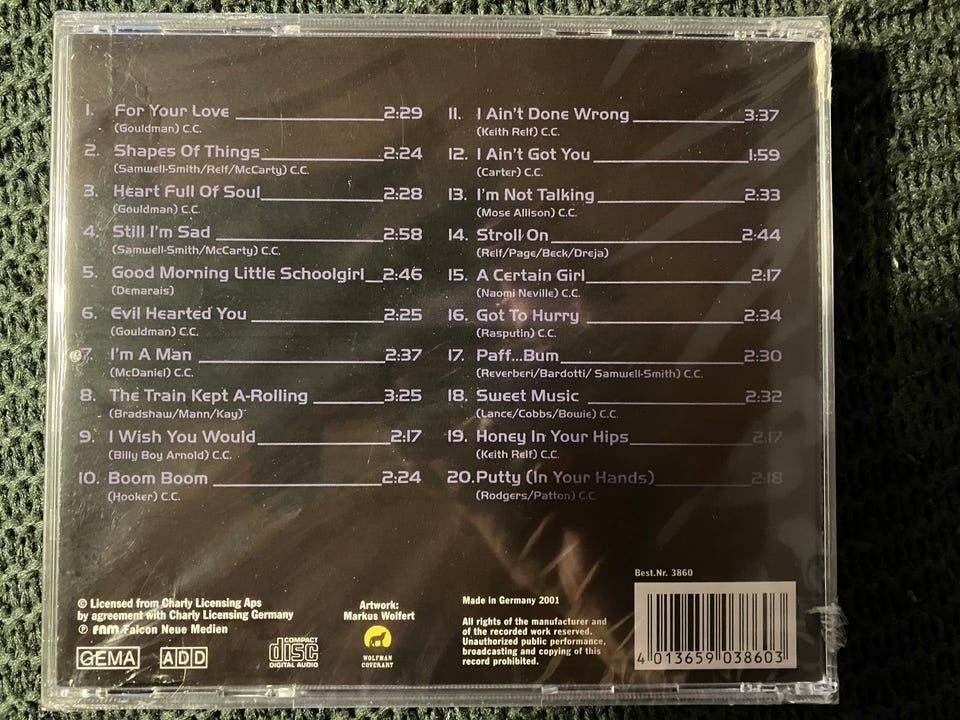 1. For Your Love 2:29
(Gouldman) C.C.
2. Shapes Of Things 2:24
(Samwell-Smith/Relf/McCarty) C.C.
3. Heart Full Of Soul 2:28
(Gouldman) C.C.
4. Still I'm Sad 2:58
(Samwell-Smith/McCarty) C.C.
5. Good Morning Little Schoolgirl 2:46
(Demarais)
6. Evil Hearted You 2:25
(Gouldman) C.C.
7. I'm A Man 2:37
(McDaniel) C.C.
8. The Train Kept A-Rolling 3:25
(Bradshaw/Mann/Kay)
9. I Wish You Would 2:17
(Billy Boy Arnold) C.C.
10. Boom Boom 2:24
(Hooker) C.C.
11. I Ain't Done Wrong 3:37
(Keith Relf) C.C.
12. I Ain't Got You 1:59
(Carter) C.C.
13. I'm Not Talking 2:33
(Mose Allison) C.C.
14. Stroll On 2:44
(Relf/Page/Beck/Dreja)
15. A Certain Girl 2:17
(Naomi Neville) C.C.
16. Got To Hurry 2:34
(Rasputin) C.C.
17. Paff...Bum 2:30
(Reverberi/Bardotti/ Samwell-Smith) C.C.
18. Sweet Music 2:32
(Lance/Cobbs/Bowie) C.C.
19. Honey In Your Hips 2:17
(Keith Relf) C.C.
20. Putty (In Your Hands) 2:18
(Rodgers/Patton) C.C.
© Licensed from Charly Licensing Aps
by agreement with Charly Licensing Germany
℗ FNM Falcon Neue Medien
GEMA ADD
COMPACT
disc
DIGITAL AUDIO
Artwork:
Markus Wolfert
WOLFMAN
COVERART
Made in Germany 2001
All rights of the manufacturer and
of the recorded work reserved.
Unauthorized public performance,
broadcasting and copying of this
record prohibited.
Best.Nr. 3860
4 013659 038603